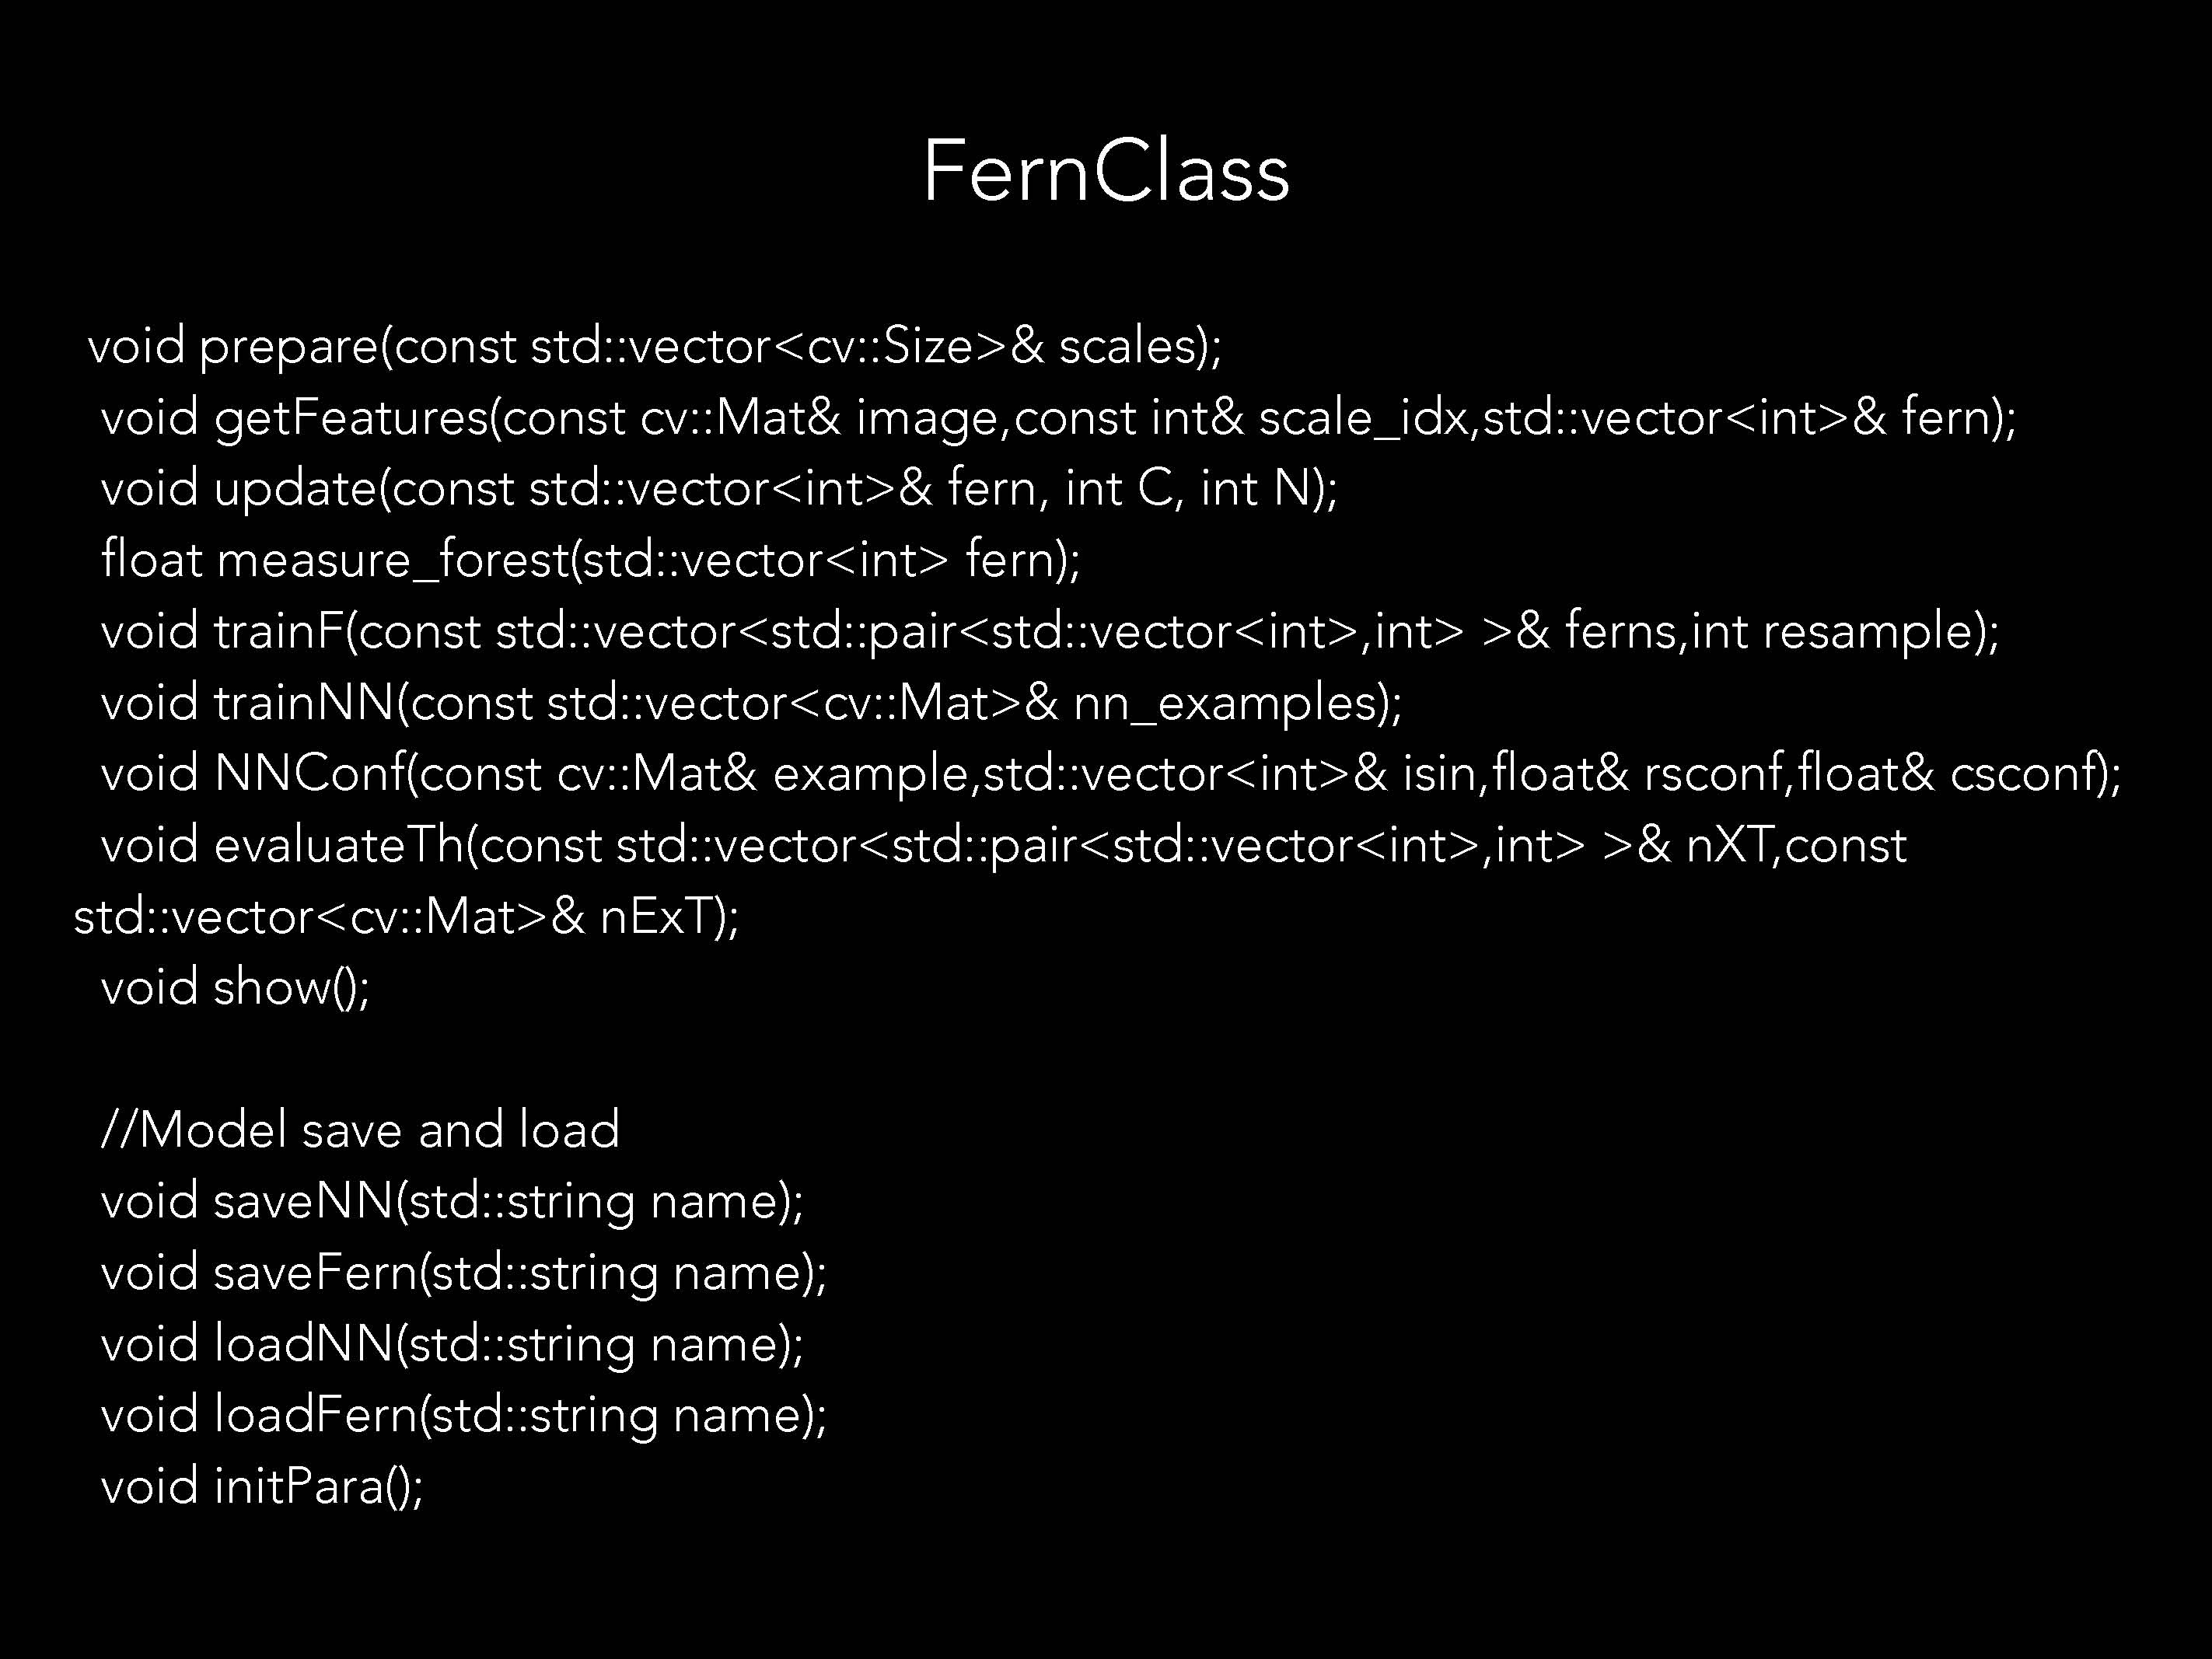 FernClass
void prepare(const std::vector<cv::Size>& scales);
void getFeatures(const cv::Mat& image,const int& scale_idx,std::vector<int>& fern);
void update(const std::vector<int>& fern, int C, int N);
float measure_forest(std::vector<int> fern);
void trainF(const std::vector<std::pair<std::vector<int>,int> >& ferns,int resample);
void trainNN(const std::vector<cv::Mat>& nn_examples);
void NNConf(const cv::Mat& example,std::vector<int>& isin,float& rsconf,float& csconf);
void evaluateTh(const std::vector<std::pair<std::vector<int>,int> >& nXT,const
std::vector<cv::Mat>& nExT);
void show();
//Model save and load
void saveNN(std::string name);
void saveFern(std::string name);
void loadNN(std::string name);
void loadFern(std::string name);
void initPara();